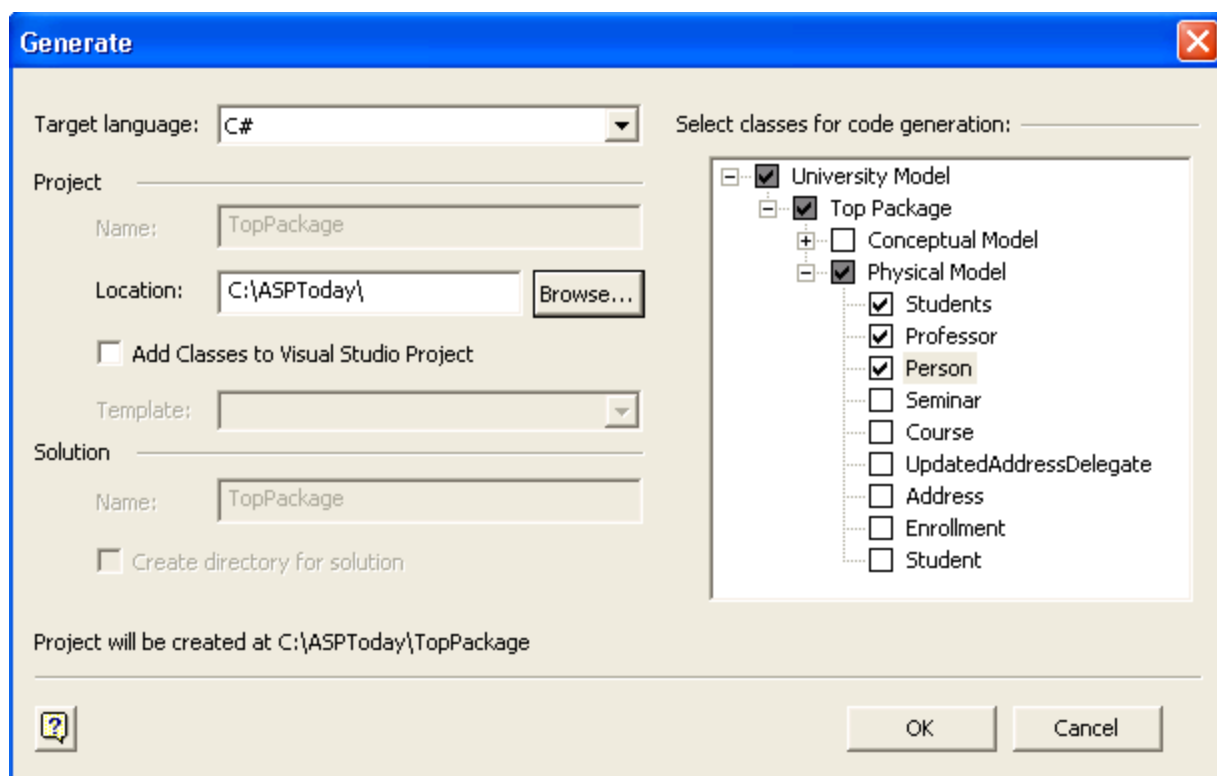 Generate
Target language: C#
Project
Name: TopPackage
Location: C:\ASPToday\ Browse...
Add Classes to Visual Studio Project
Template:
Solution
Name: TopPackage
Create directory for solution
Select classes for code generation:
University Model
Top Package
Conceptual Model
Physical Model
Students
Professor
Person
Seminar
Course
UpdatedAddressDelegate
Address
Enrollment
Student
Project will be created at C:\ASPToday\TopPackage
?
OK Cancel